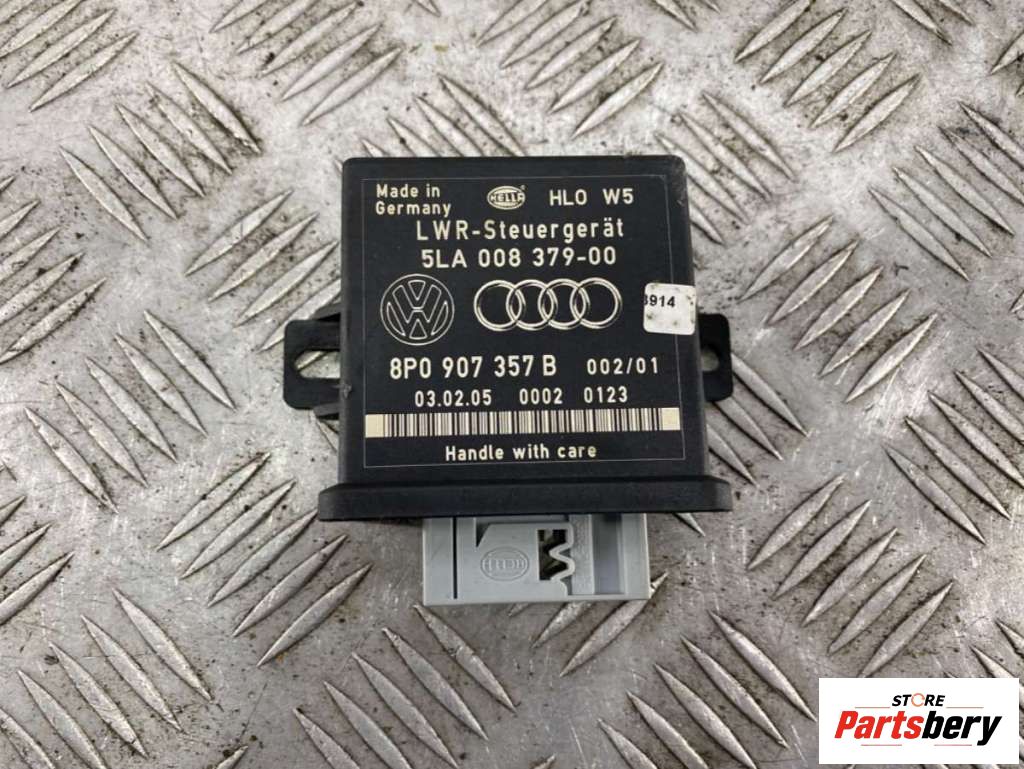 Made in
Germany
HELLA
HLO W5
LWR-Steuergerät
5LA 008 379-00
3914
8P0 907 357 B 002/01
03.02.05 0002 0123
Handle with care
HELLA
STORE
Partsbery